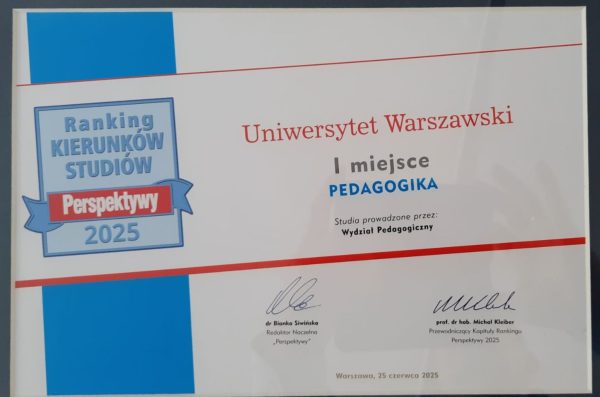 Ranking
KIERUNKÓW
STUDIÓW
Perspektywy
2025
Uniwersytet Warszawski
I miejsce
PEDAGOGIKA
Studia prowadzone przez:
Wydział Pedagogiczny
dr Bianka Siwińska
Redaktor Naczelna
„Perspektywy”
prof. dr hab. Michał Kleiber
Przewodniczący Kapituły Rankingu
Perspektywy 2025
Warszawa, 25 czerwca 2025